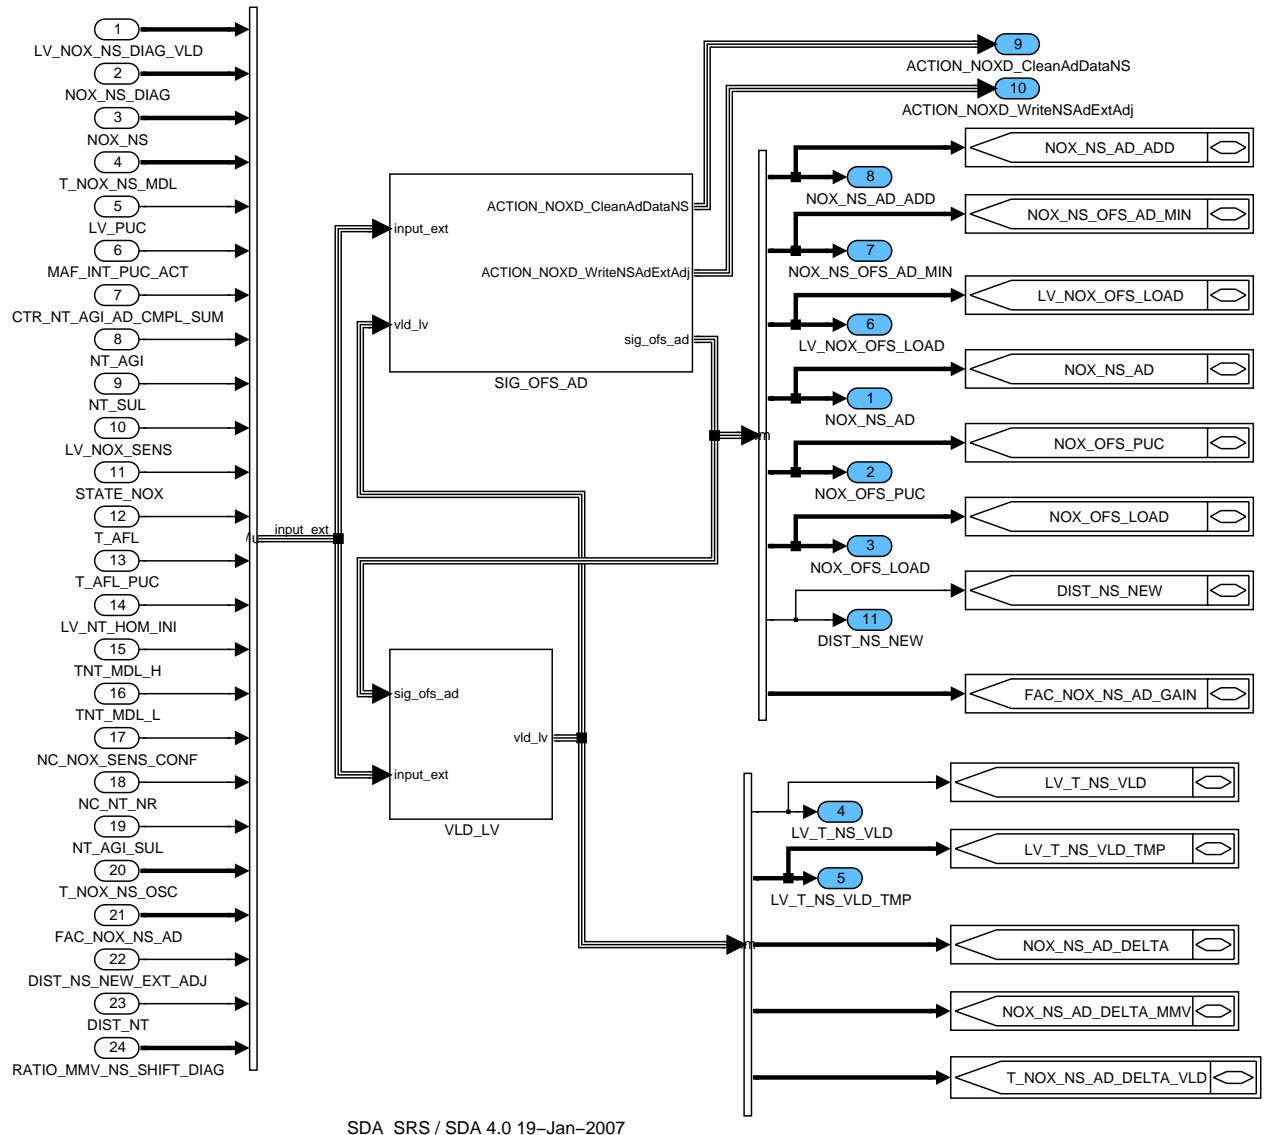 1
LV_NOX_NS_DIAG_VLD
2
NOX_NS_DIAG
3
NOX_NS
4
T_NOX_NS_MDL
5
LV_PUC
6
MAF_INT_PUC_ACT
7
CTR_NT_AGI_AD_CMPL_SUM
8
NT_AGI
9
NT_SUL
10
LV_NOX_SENS
11
STATE_NOX
12
T_AFL
13
T_AFL_PUC
14
LV_NT_HOM_INI
15
TNT_MDL_H
16
TNT_MDL_L
17
NC_NOX_SENS_CONF
18
NC_NT_NR
19
NT_AGI_SUL
20
T_NOX_NS_OSC
21
FAC_NOX_NS_AD
22
DIST_NS_NEW_EXT_ADJ
23
DIST_NT
24
RATIO_MMV_NS_SHIFT_DIAG
input_ext
input_ext
vld_lv
ACTION_NOXD_CleanAdDataNS
ACTION_NOXD_WriteNSAdExtAdj
sig_ofs_ad
SIG_OFS_AD
sig_ofs_ad
input_ext
vld_lv
VLD_LV
9
ACTION_NOXD_CleanAdDataNS
10
ACTION_NOXD_WriteNSAdExtAdj
NOX_NS_AD_ADD
8
NOX_NS_AD_ADD
NOX_NS_OFS_AD_MIN
7
NOX_NS_OFS_AD_MIN
LV_NOX_OFS_LOAD
6
LV_NOX_OFS_LOAD
NOX_NS_AD
1
NOX_NS_AD
NOX_OFS_PUC
2
NOX_OFS_PUC
NOX_OFS_LOAD
3
NOX_OFS_LOAD
DIST_NS_NEW
11
DIST_NS_NEW
FAC_NOX_NS_AD_GAIN
LV_T_NS_VLD
4
LV_T_NS_VLD
LV_T_NS_VLD_TMP
5
LV_T_NS_VLD_TMP
NOX_NS_AD_DELTA
NOX_NS_AD_DELTA_MMV
T_NOX_NS_AD_DELTA_VLD
SDA SRS / SDA 4.0 19–Jan–2007